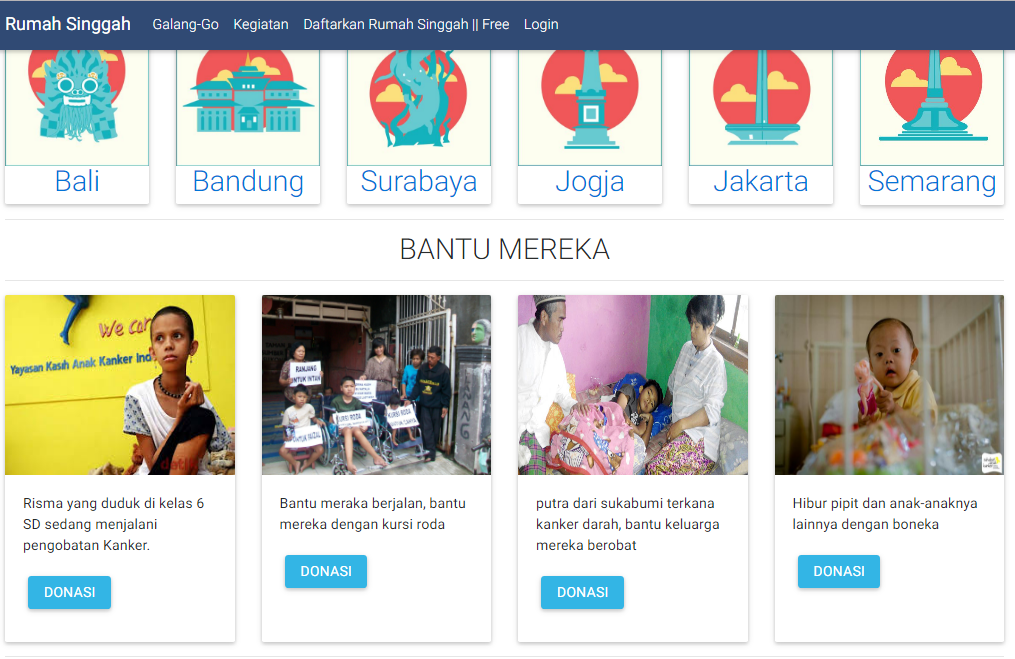 Rumah Singgah Galang-Go Kegiatan Daftarkan Rumah Singgah || Free Login
Bali Bandung Surabaya Jogja Jakarta Semarang
BANTU MEREKA
We Car
Yayasan Kasih Anak Kanker Ind
RANJANG
UNTUK INTAN
KURSI RODA
KURSI RODA
Risma yang duduk di kelas 6
SD sedang menjalani
pengobatan Kanker.
DONASI
Bantu meraka berjalan, bantu
mereka dengan kursi roda
DONASI
putra dari sukabumi terkana
kanker darah, bantu keluarga
mereka berobat
DONASI
Hibur pipit dan anak-anaknya
lainnya dengan boneka
DONASI